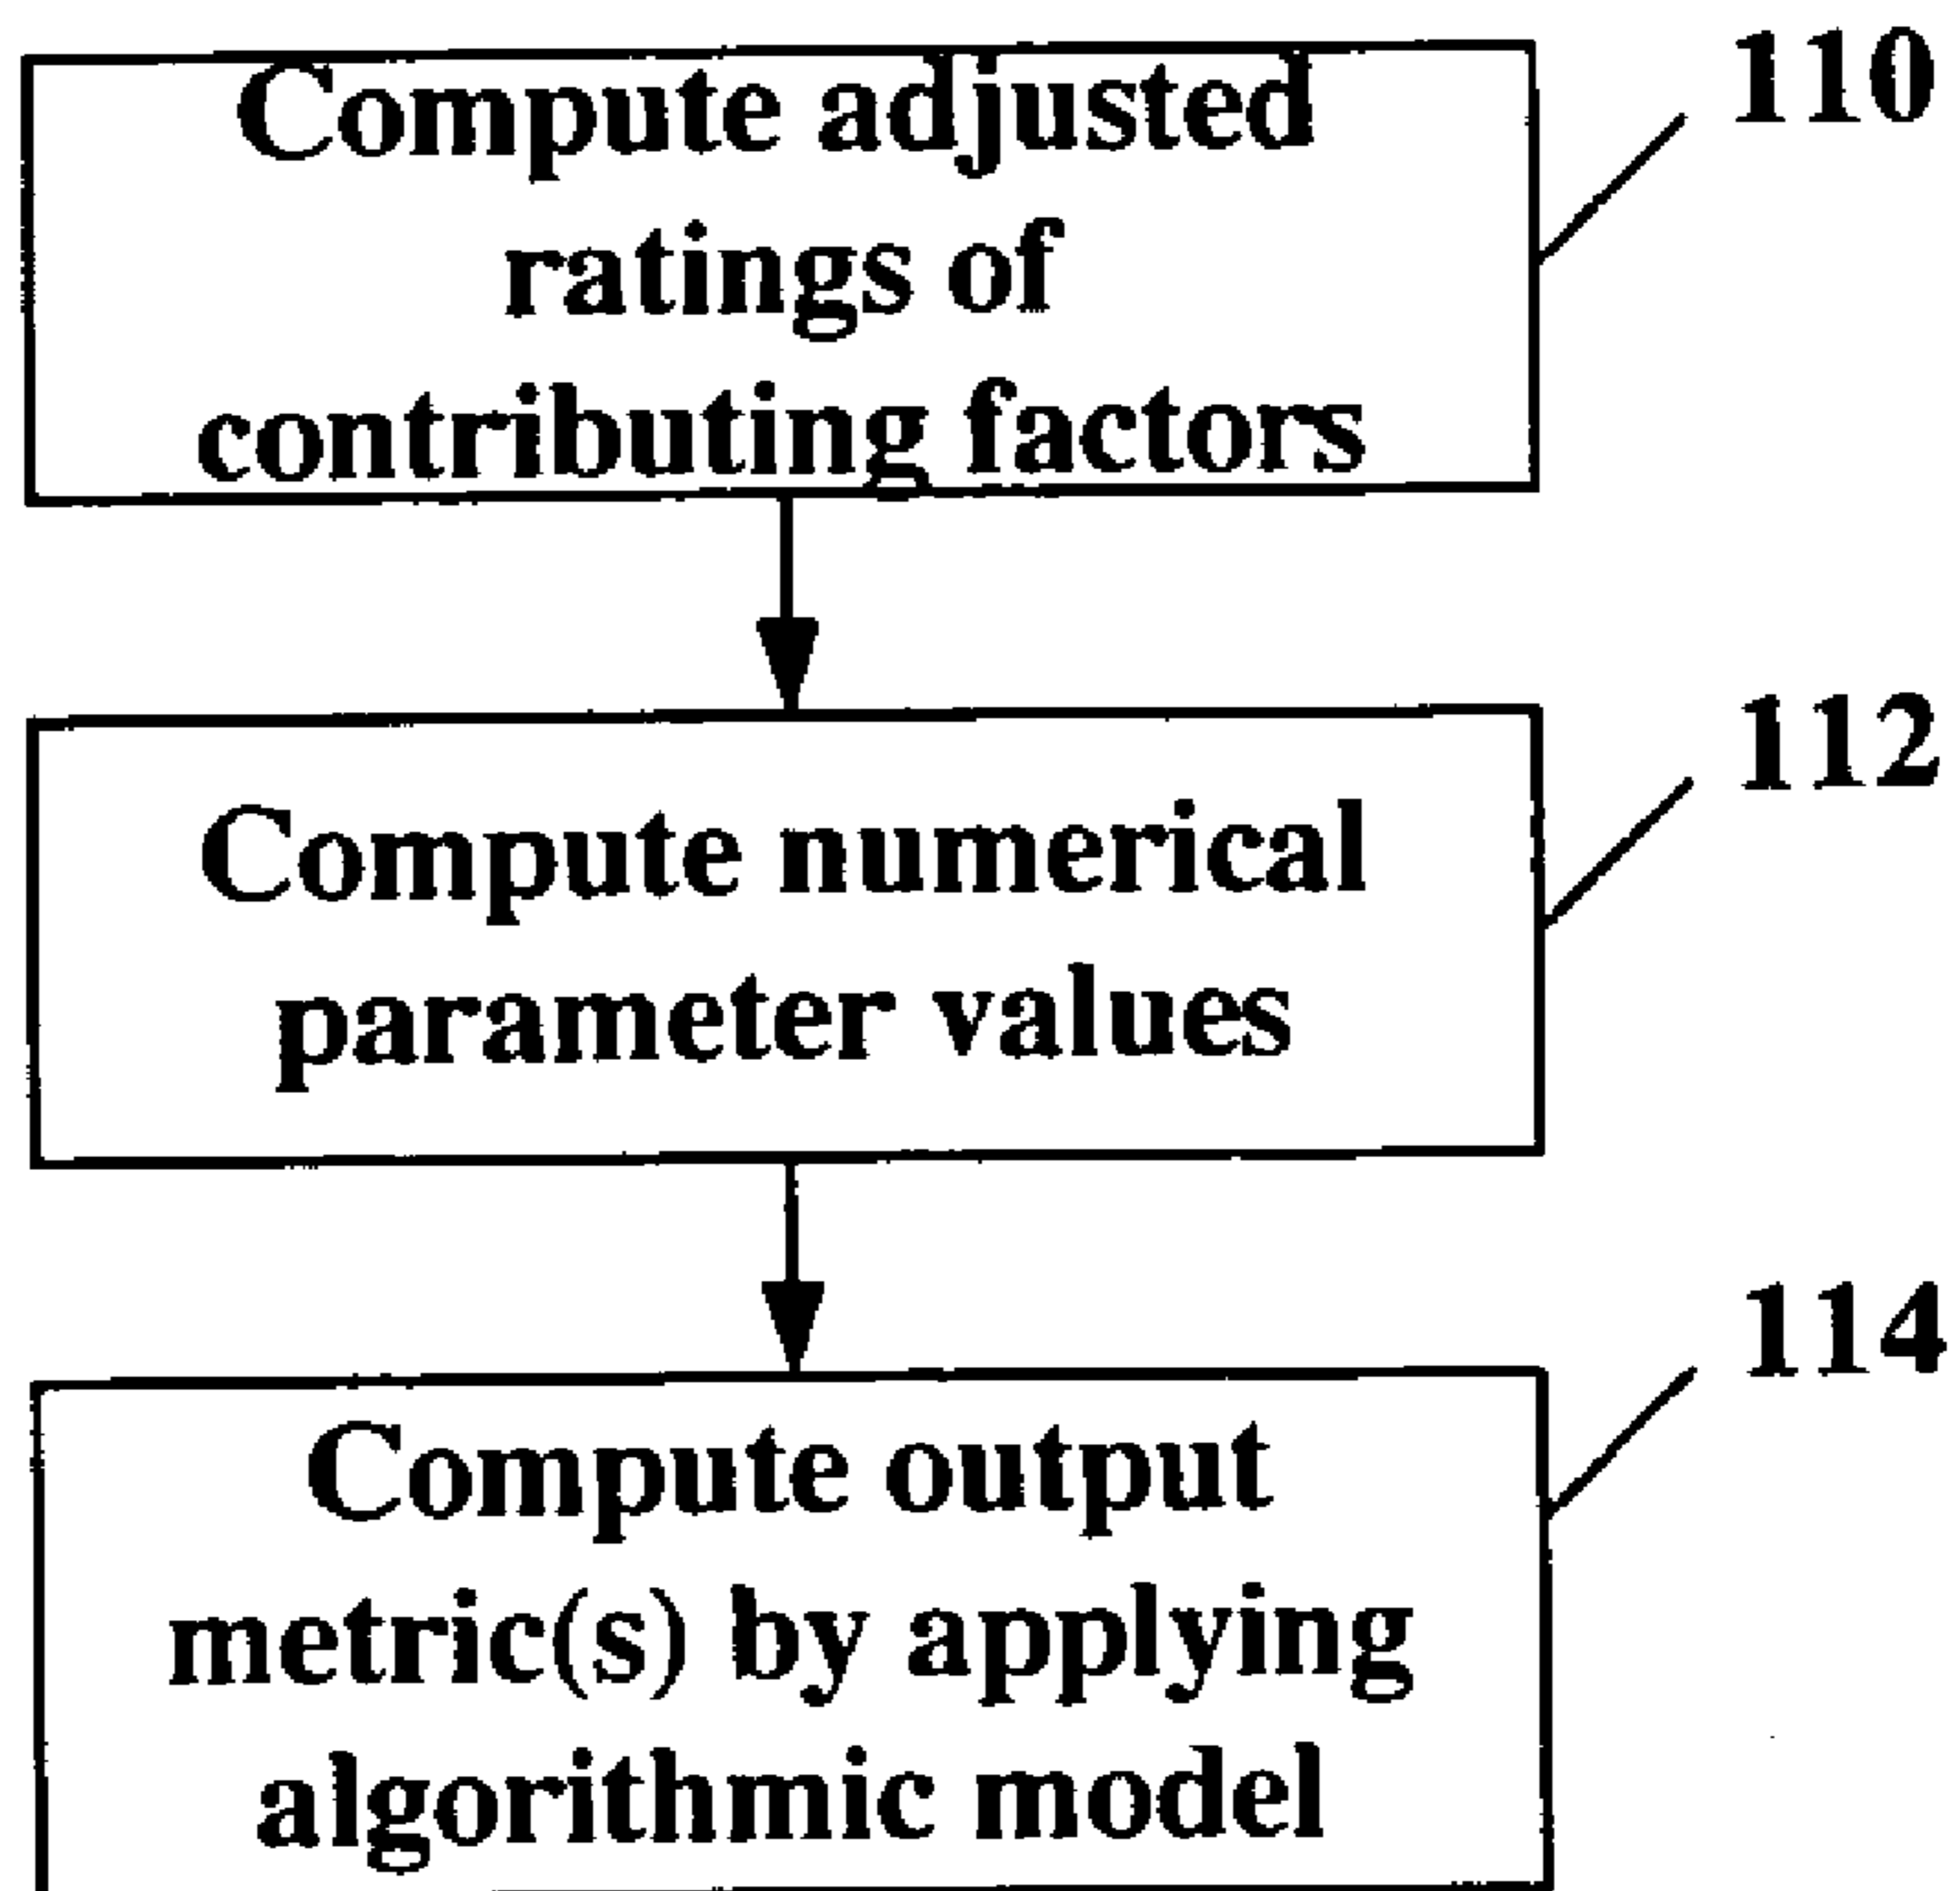 Compute adjusted
ratings of
contributing factors
110
Compute numerical
parameter values
112
Compute output
metric(s) by applying
algorithmic model
114